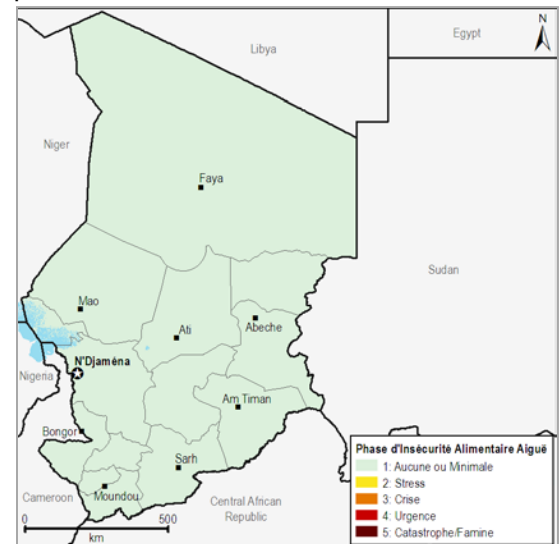 Libya
Egypt
N
Niger
Faya
Sudan
Mao
Ati
Abeche
N'Djaména
Nigeria
Am Timan
Bongor
Sarh
Cameroon
Moundou
Central African
Republic
0 500
km
Phase d'Insécurité Alimentaire Aiguë
1: Aucune ou Minimale
2: Stress
3: Crise
4: Urgence
5: Catastrophe/Famine